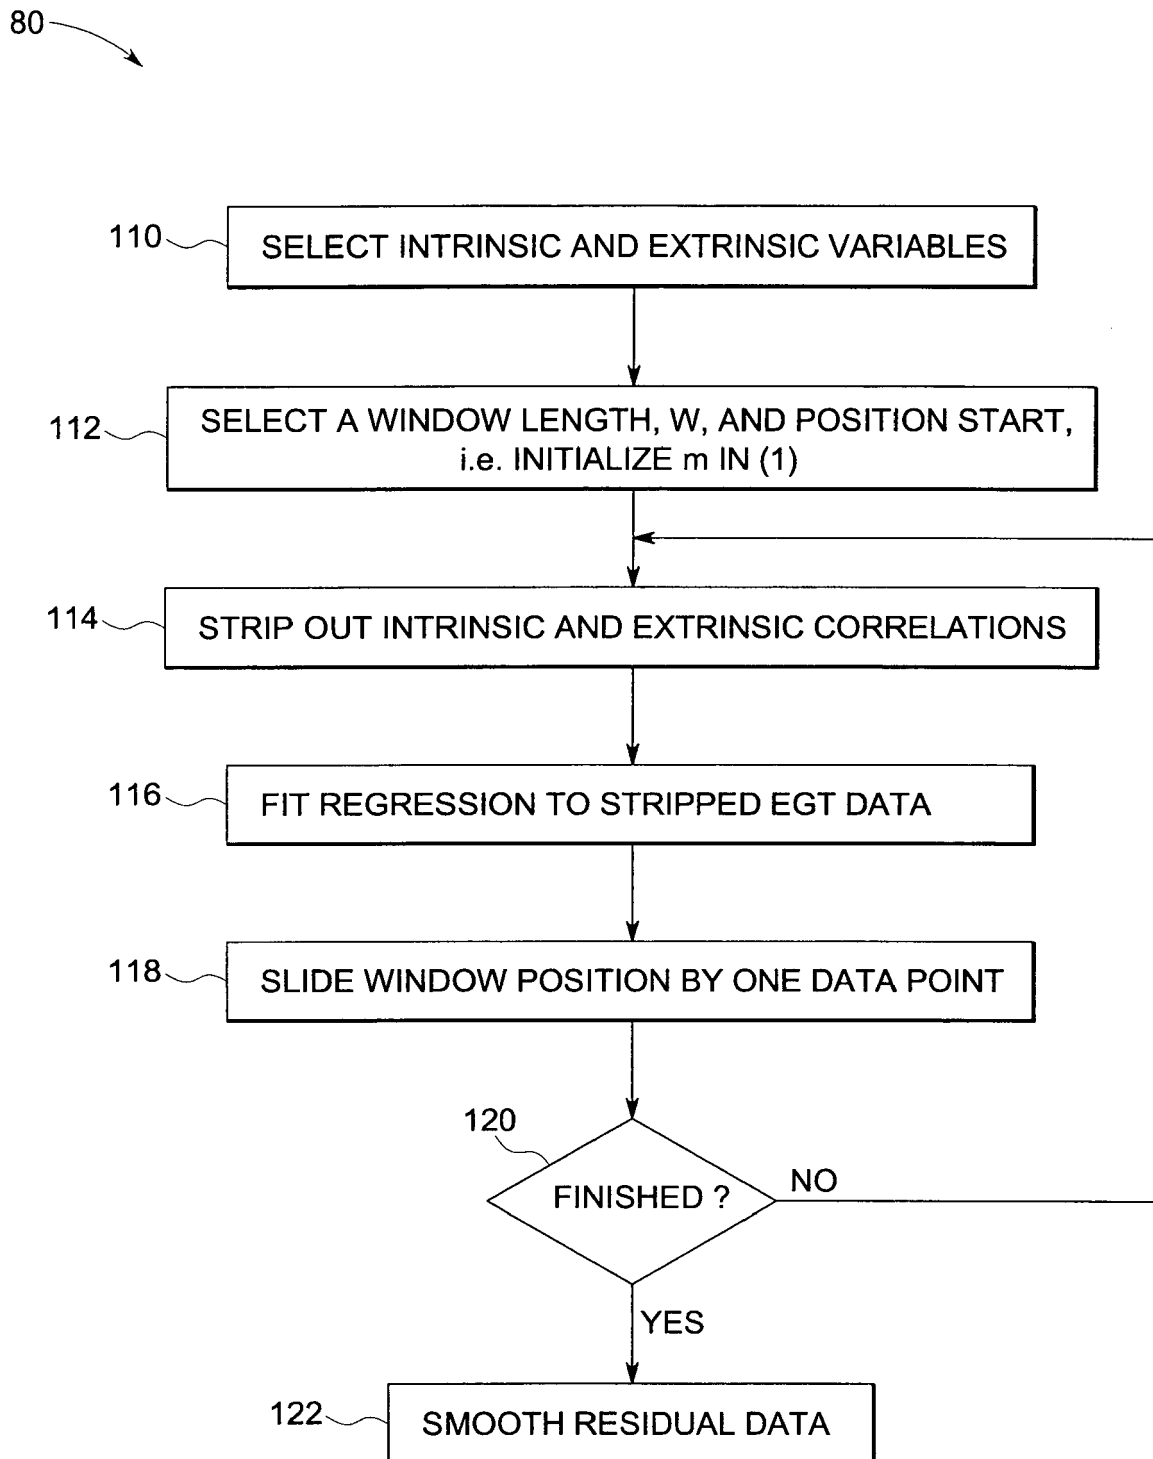 80
110
SELECT INTRINSIC AND EXTRINSIC VARIABLES
112
SELECT A WINDOW LENGTH, W, AND POSITION START,
i.e. INITIALIZE m IN (1)
114
STRIP OUT INTRINSIC AND EXTRINSIC CORRELATIONS
116
FIT REGRESSION TO STRIPPED EGT DATA
118
SLIDE WINDOW POSITION BY ONE DATA POINT
120
FINISHED ?
NO
YES
122
SMOOTH RESIDUAL DATA